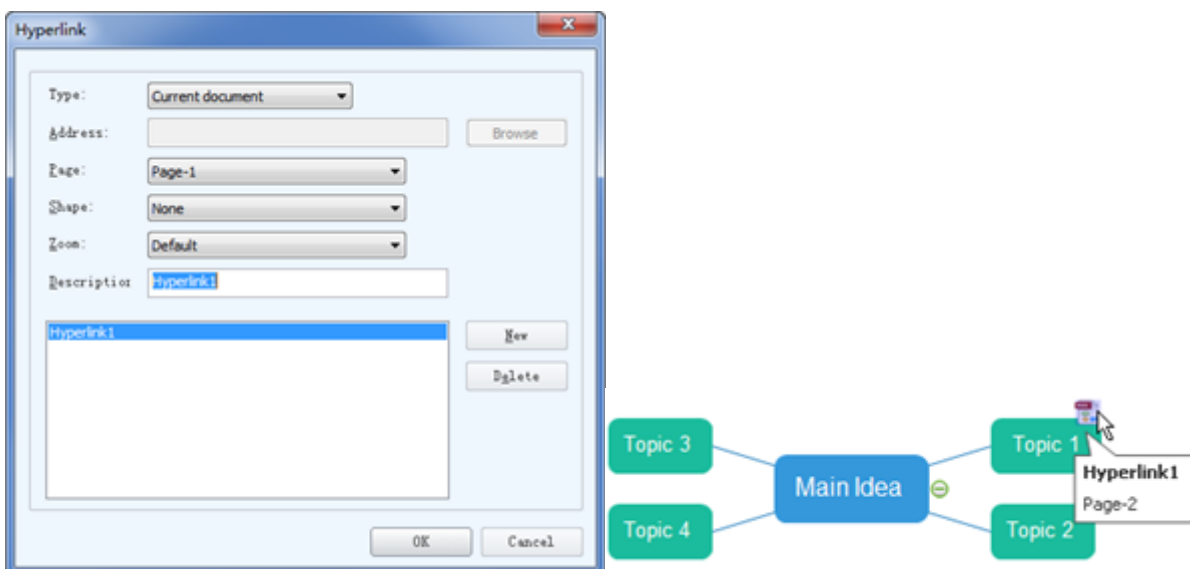 Hyperlink
Type: Current document
Address: Browse
Page: Page-1
Shape: None
Zoom: Default
Description Hyperlink1
Hyperlink1
New
Delete
OK Cancel
Topic 3
Topic 4
Main Idea
Topic 1
Topic 2
Hyperlink1
Page-2